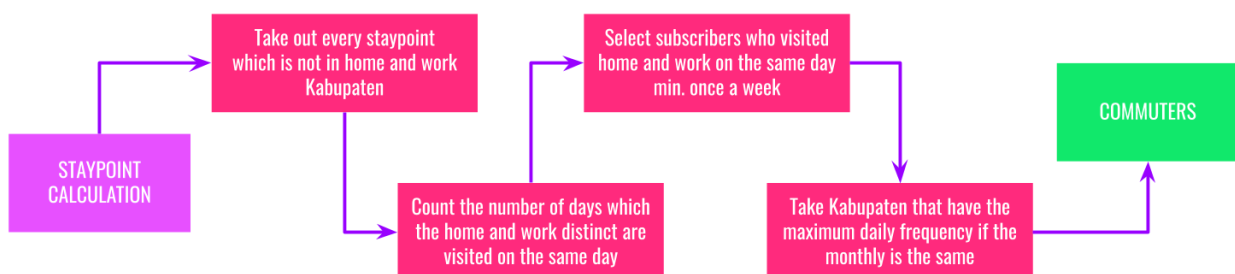 STAYPOINT
CALCULATION
Take out every staypoint
which is not in home and work
Kabupaten
Count the number of days which
the home and work distinct are
visited on the same day
Select subscribers who visited
home and work on the same day
min. once a week
Take Kabupaten that have the
maximum daily frequency if the
monthly is the same
COMMUTERS